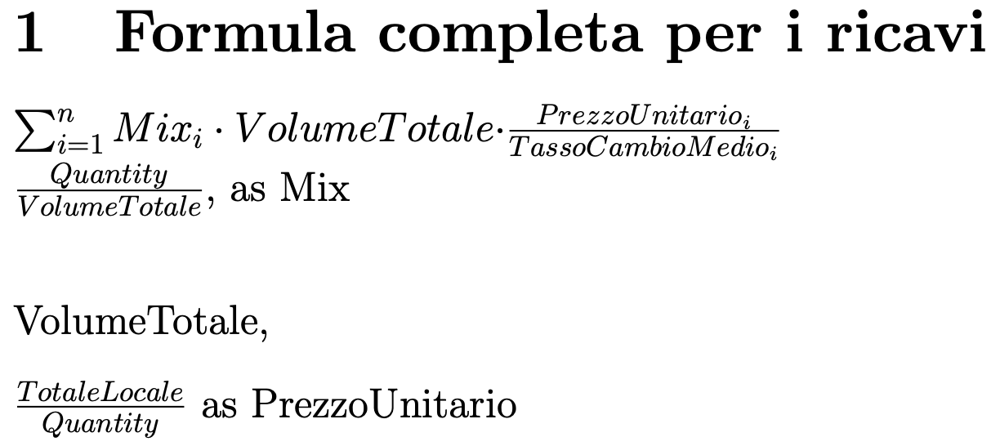 1 Formula completa per i ricavi
$\sum_{i=1}^{n} Mix_i \cdot VolumeTotale \cdot \frac{PrezzoUnitario_i}{TassoCambioMedio_i}$
$\frac{Quantity}{VolumeTotale}$, as Mix
VolumeTotale,
$\frac{TotaleLocale}{Quantity}$ as PrezzoUnitario